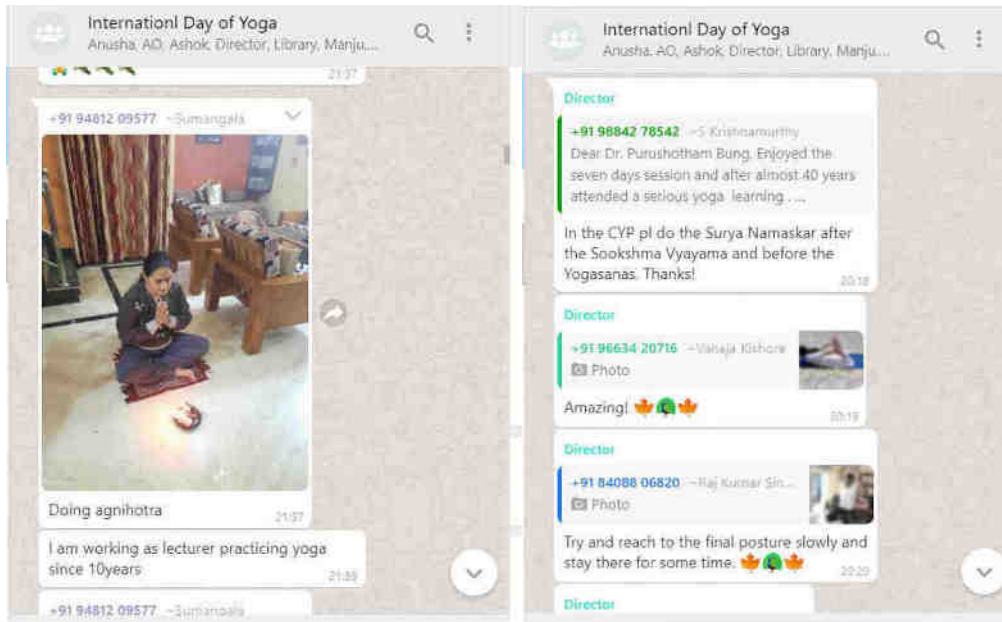 Internationl Day of Yoga
Anusha, AO, Ashok, Director, Library, Manju,...
21:37
+91 94812 09577 ~Sumangala
Doing agnihotra
21:57
I am working as lecturer practicing yoga
since 10years
21:59
+91 94812 09577 ~Sumangala
Internationl Day of Yoga
Anusha, AO, Ashok, Director, Library, Manju,...
Director
+91 98842 78542 ~S Krishnamurthy
Dear Dr. Purushotham Bung, Enjoyed the
seven days session and after almost 40 years
attended a serious yoga learning . ...
In the CYP pl do the Surya Namaskar after
the Sookshma Vyayama and before the
Yogasanas. Thanks!
20:18
Director
+91 96634 20716 ~Vanaja Kishore
Photo
Amazing! 🍁🦚🍁
20:19
Director
+91 84088 06820 ~Raj Kumar Sin...
Photo
Try and reach to the final posture slowly and
stay there for some time. 🍁🦚🍁
20:20
Director